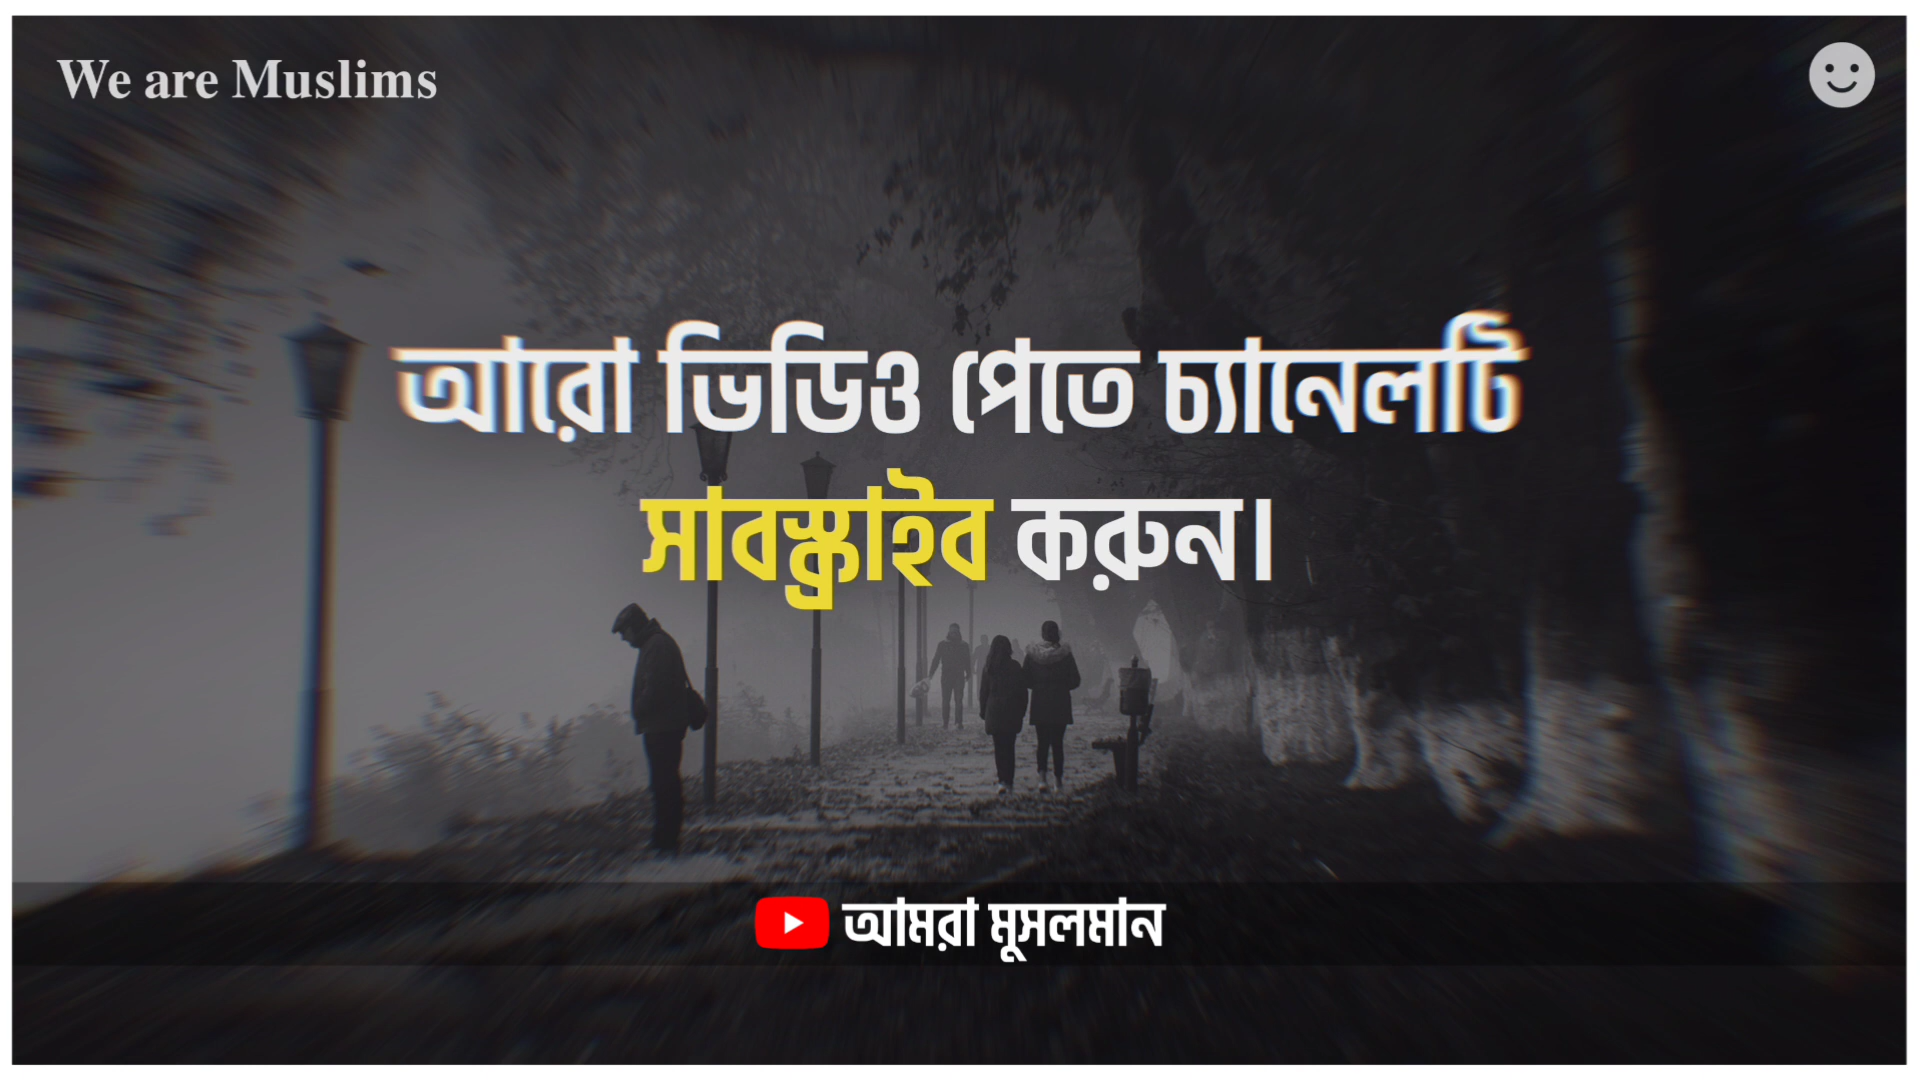 We are Muslims
আরো ভিডিও পেতে চ্যানেলটি
সাবস্ক্রাইব করুন।
আমরা মুসলমান